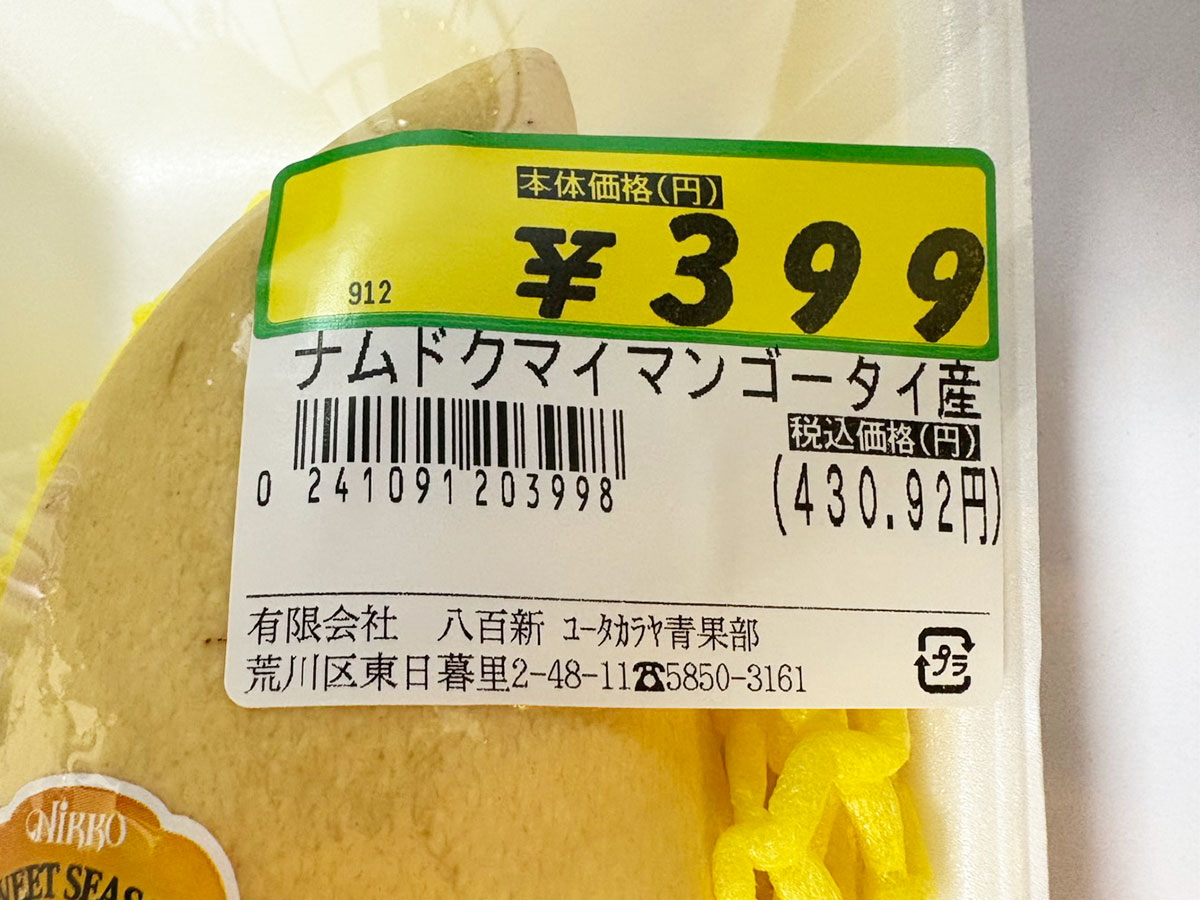 本体価格(円)
¥399
912
ナムドクマイマンゴータイ産
税込価格(円)
(430.92円)
0 241091203998
有限会社 八百新 ユータカラヤ青果部
荒川区東日暮里2-48-11☎5850-3161
プラ
NiKKO